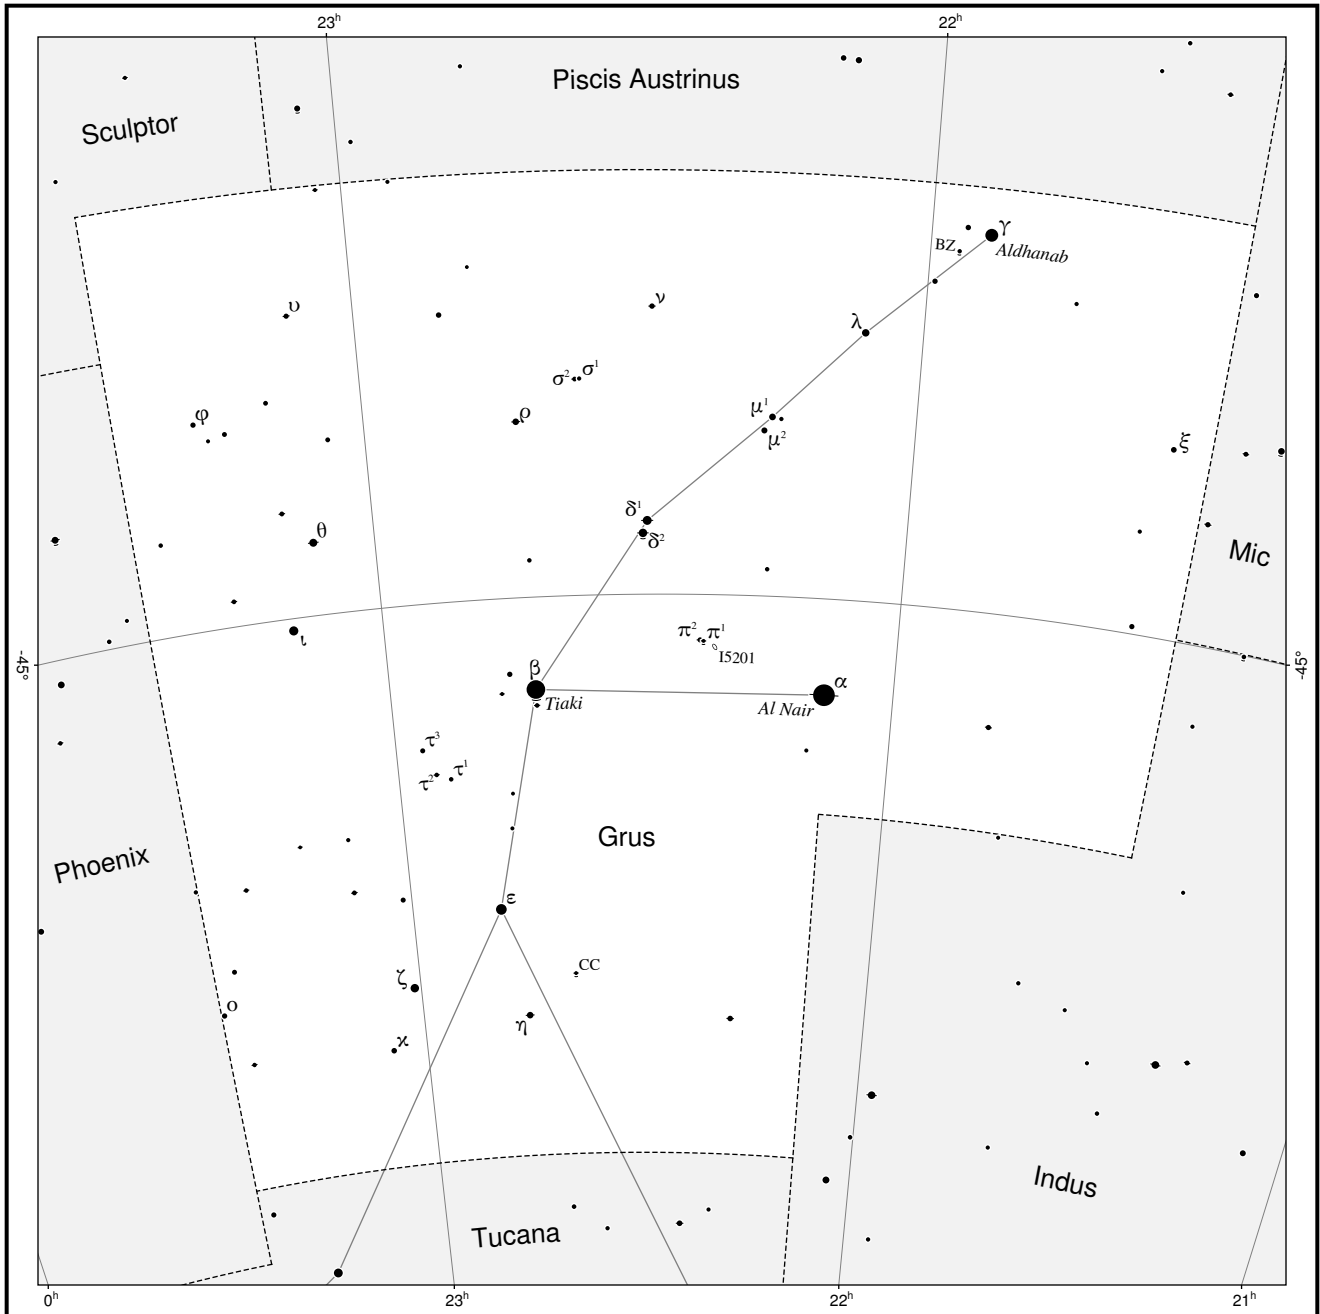 23ʰ
22ʰ
Piscis Austrinus
Sculptor
γ
BZ
Aldhanab
ν
υ
λ
σ² σ¹
μ¹
φ
ρ
μ²
ξ
δ¹
θ
δ²
Mic
π² π¹
ι
I5201
-45°
-45°
β
α
Tiaki
Al Nair
τ³
τ² τ¹
Grus
Phoenix
ε
CC
ζ
ο
η
ϰ
Indus
Tucana
0ʰ
23ʰ
22ʰ
21ʰ